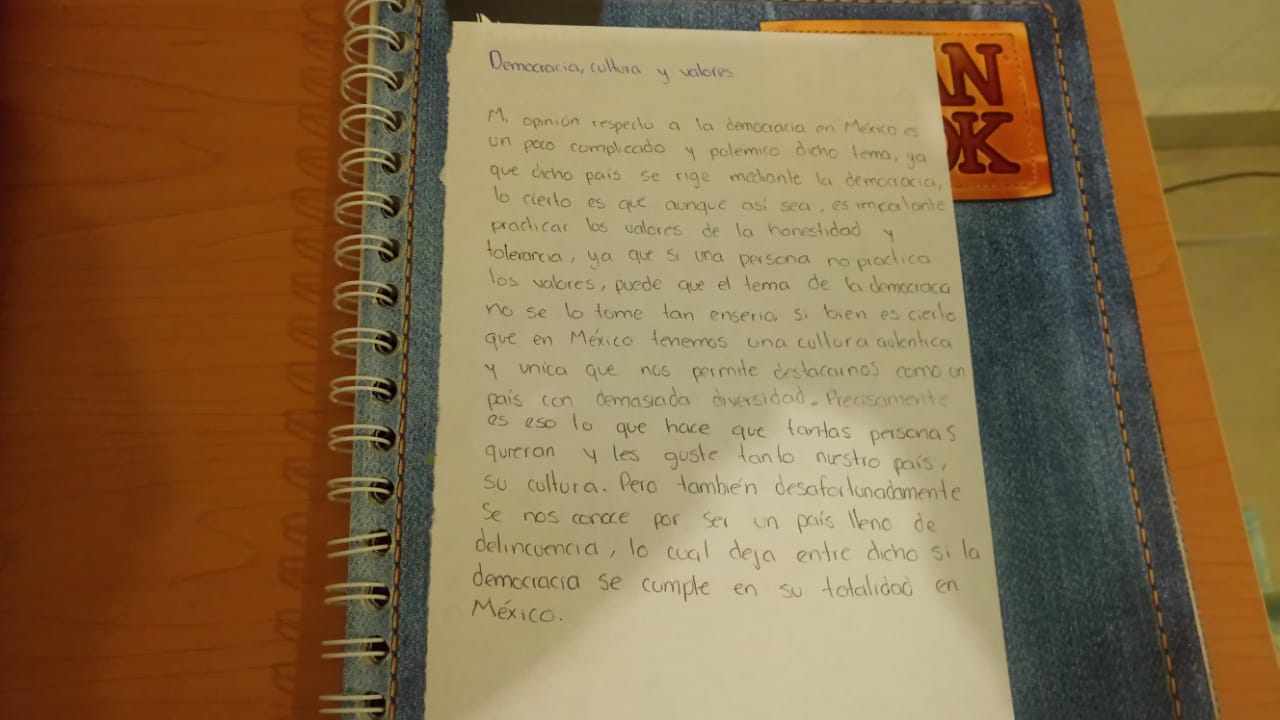 Democracia, cultura y valores
Mi opinión respecto a la democracia en México es
un poco complicado y polemico dicho tema, ya
que dicho país se rige mediante la democracia,
lo cierto es que aunque así sea, es impotante
practicar los valores de la honestidad y
tolerancia, ya que si una persona no practica
los valores, puede que el tema de la democraca
no se lo tome tan enserio, si bien es cierto
que en México tenemos una cultura autentica
y unica que nos permite destacarnos como un
país con demasiada diversidad. Precisamente
es eso lo que hace que tantas personas
quieran y les guste tanto nuestro país,
su cultura. Pero también desafortunadamente
se nos conoce por ser un país lleno de
delincuencia, lo cual deja entre dicho si la
democracia se cumple en su totalidad en
México.
AN
OK